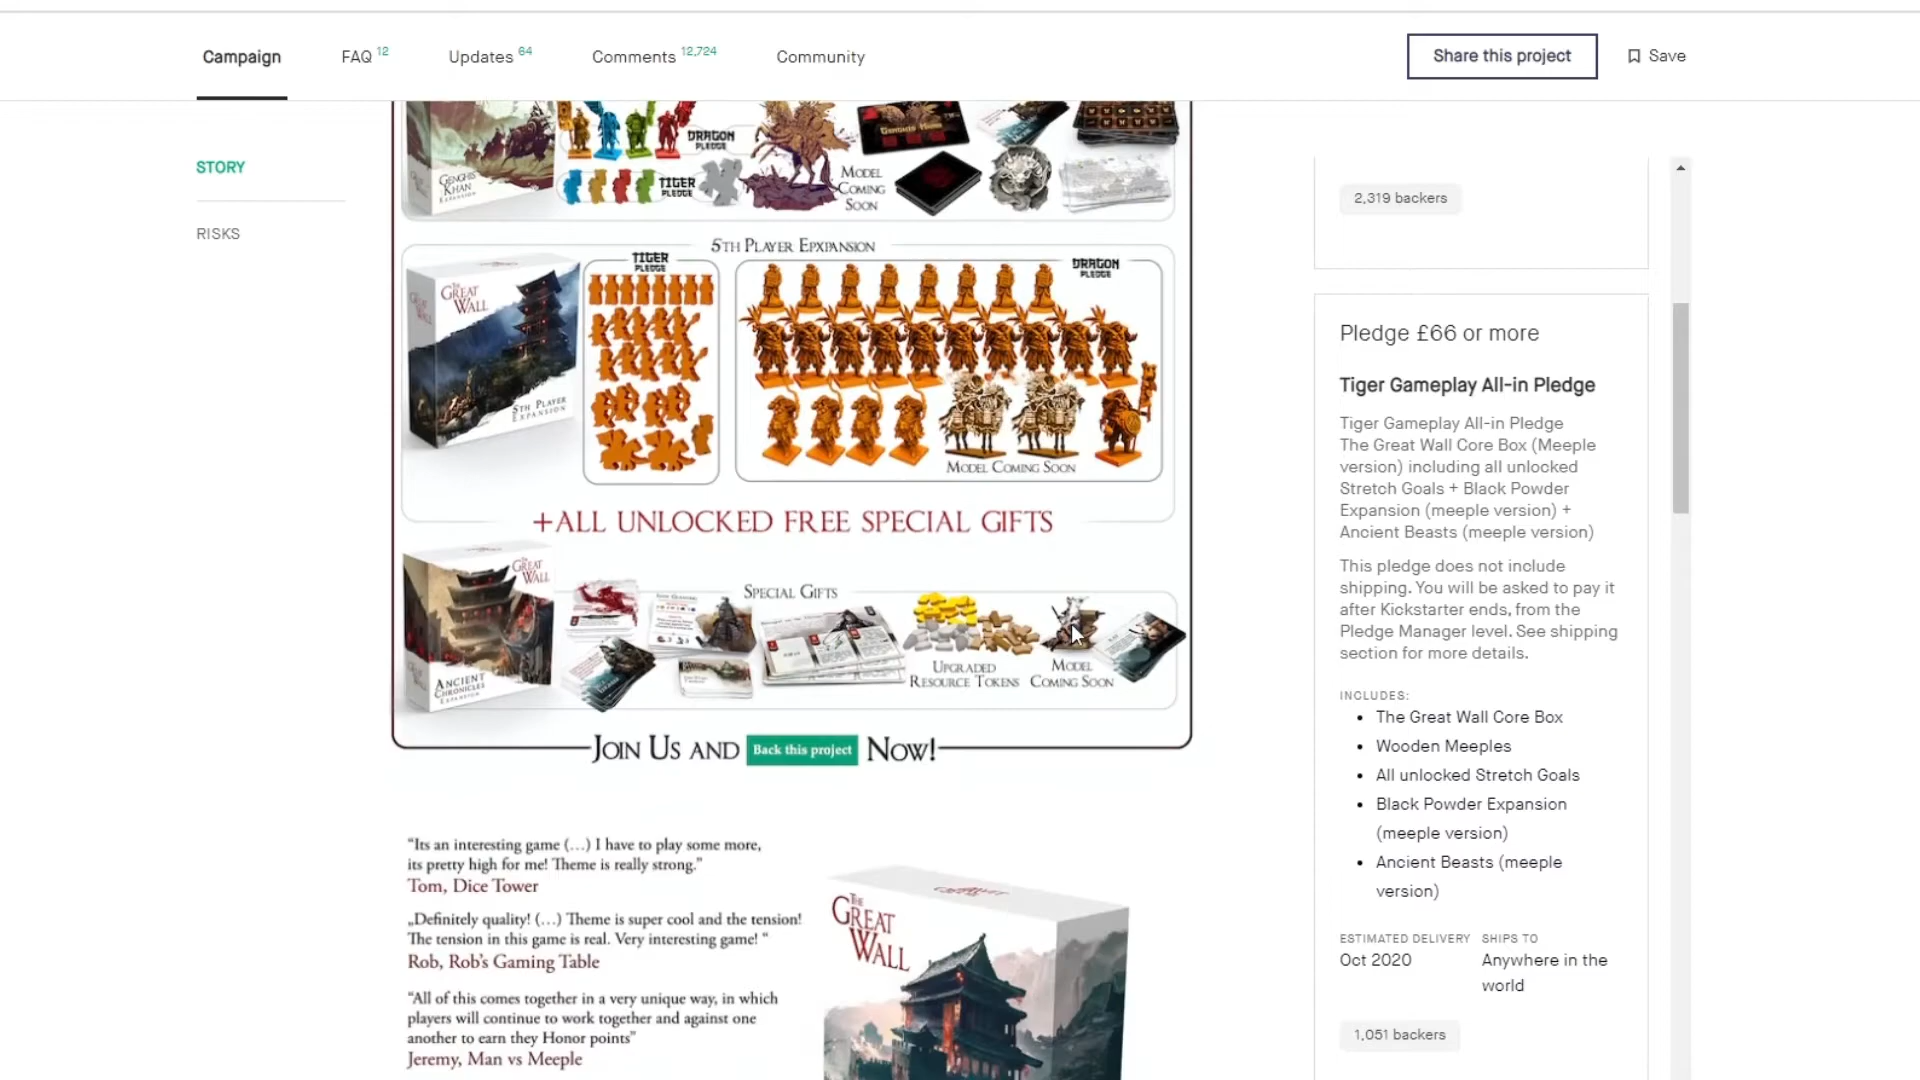 Campaign
FAQ 12
Updates 64
Comments 12,724
Community
Share this project
Save
STORY
RISKS
GENGHIS
KHAN
EXPANSION
DRAGON
PLEDGE
TIGER
PLEDGE
MODEL
COMING
SOON
5TH PLAYER EPXPANSION
THE
GREAT
WALL
5TH PLAYER
EXPANSION
TIGER
PLEDGE
DRAGON
PLEDGE
MODEL COMING SOON
+ALL UNLOCKED FREE SPECIAL GIFTS
THE
GREAT
WALL
ANCIENT
CHRONICLES
EXPANSION
SPECIAL GIFTS
UPGRADED
RESOURCE TOKENS
MODEL
COMING SOON
JOIN US AND Back this project NOW!
“Its an interesting game (...) I have to play some more,
its pretty high for me! Theme is really strong.”
Tom, Dice Tower
„Definitely quality! (...) Theme is super cool and the tension!
The tension in this game is real. Very interesting game! “
Rob, Rob's Gaming Table
“All of this comes together in a very unique way, in which
players will continue to work together and against one
another to earn they Honor points”
Jeremy, Man vs Meeple
THE
GREAT
WALL
2,319 backers
Pledge £66 or more
Tiger Gameplay All-in Pledge
Tiger Gameplay All-in Pledge
The Great Wall Core Box (Meeple
version) including all unlocked
Stretch Goals + Black Powder
Expansion (meeple version) +
Ancient Beasts (meeple version)
This pledge does not include
shipping. You will be asked to pay it
after Kickstarter ends, from the
Pledge Manager level. See shipping
section for more details.
INCLUDES:
• The Great Wall Core Box
• Wooden Meeples
• All unlocked Stretch Goals
• Black Powder Expansion
(meeple version)
• Ancient Beasts (meeple
version)
ESTIMATED DELIVERY
Oct 2020
SHIPS TO
Anywhere in the
world
1,051 backers